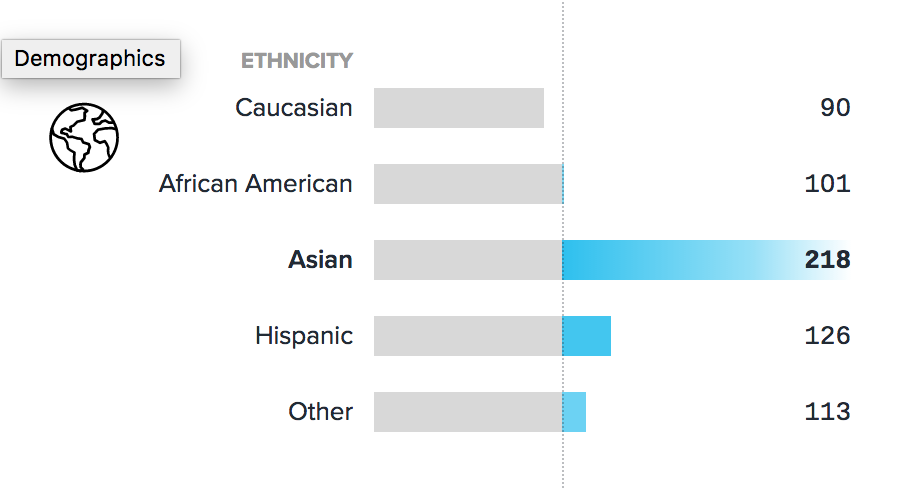 Demographics
ETHNICITY
Caucasian 90
African American 101
Asian 218
Hispanic 126
Other 113